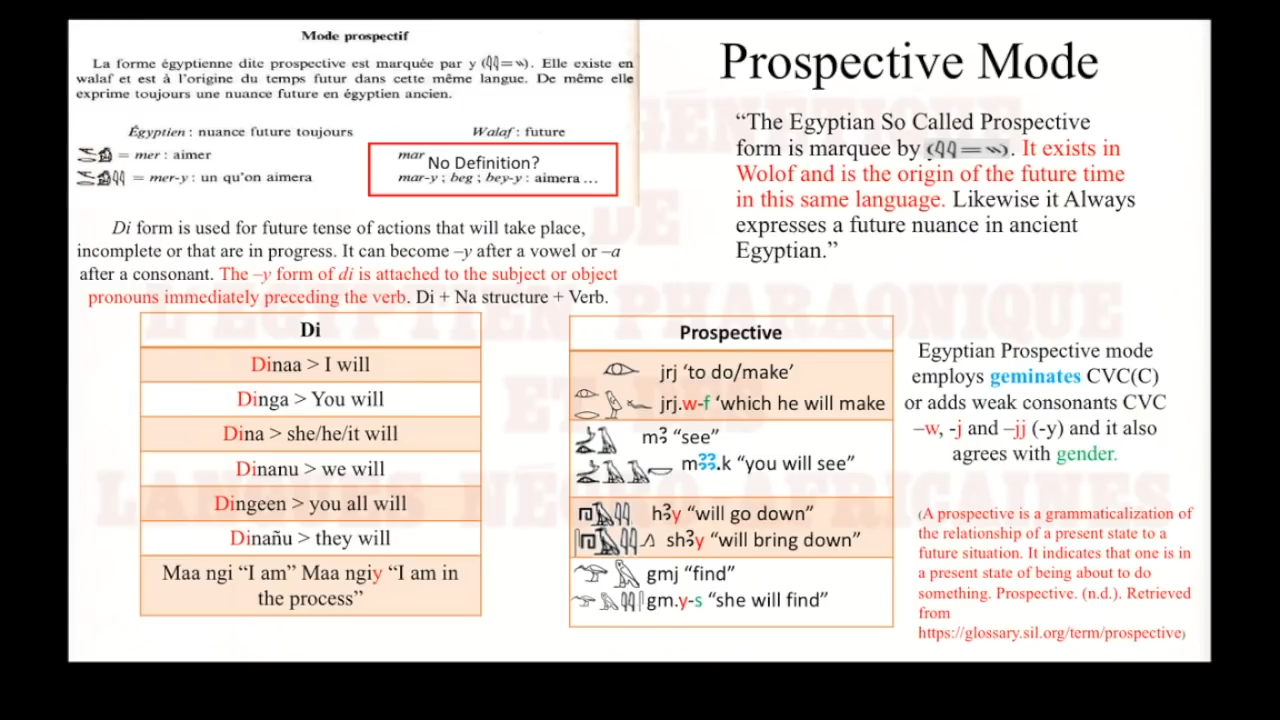 Mode prospectif
La forme égyptienne dite prospective est marquée par y (𓇌=\\). Elle existe en
walaf et est à l'origine du temps futur dans cette même langue. De même elle
exprime toujours une nuance future en égyptien ancien.
Égyptien : nuance future toujours
Walaf : future
= mer : aimer
mar
No Definition?
= mer-y : un qu'on aimera
mar-y ; beg ; bey-y : aimera ...
Di form is used for future tense of actions that will take place,
incomplete or that are in progress. It can become –y after a vowel or –a
after a consonant. The –y form of di is attached to the subject or object
pronouns immediately preceding the verb. Di + Na structure + Verb.
Di
Dinaa > I will
Dinga > You will
Dina > she/he/it will
Dinanu > we will
Dingeen > you all will
Dinañu > they will
Maa ngi “I am” Maa ngiy “I am in
the process”
Prospective Mode
“The Egyptian So Called Prospective
form is marquee by (𓇌=\\). It exists in
Wolof and is the origin of the future time
in this same language. Likewise it Always
expresses a future nuance in ancient
Egyptian.”
Prospective
jrj ‘to do/make’
jrj.w-f ‘which he will make
mꜣ “see”
mꜣꜣ.k “you will see”
hꜣy “will go down”
shꜣy “will bring down”
gmj “find”
gm.y-s “she will find”
Egyptian Prospective mode
employs geminates CVC(C)
or adds weak consonants CVC
–w, -j and –jj (-y) and it also
agrees with gender.
(A prospective is a grammaticalization of
the relationship of a present state to a
future situation. It indicates that one is in
a present state of being about to do
something. Prospective. (n.d.). Retrieved
from
https://glossary.sil.org/term/prospective)
GÉNÉTIQUE
DE
L'ÉGYPTIEN PHARAONIQUE
ET DES
LANGUES NÉGRO-AFRICAINES